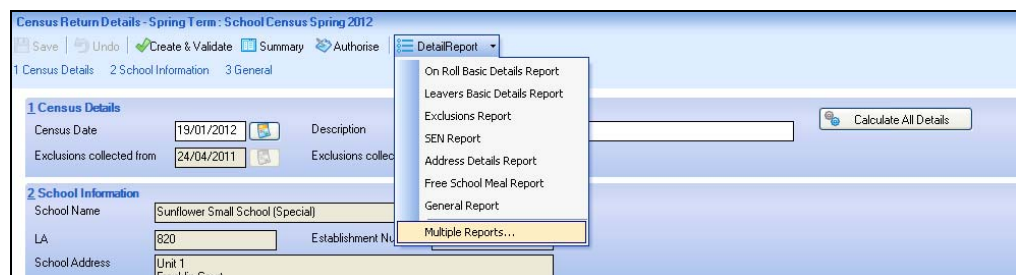 Census Return Details - Spring Term : School Census Spring 2012
Save Undo Create & Validate Summary Authorise DetailReport
1 Census Details 2 School Information 3 General
On Roll Basic Details Report
Leavers Basic Details Report
Exclusions Report
SEN Report
Address Details Report
Free School Meal Report
General Report
Multiple Reports...
1 Census Details
Census Date 19/01/2012 Description
Calculate All Details
Exclusions collected from 24/04/2011 Exclusions collec
2 School Information
School Name Sunflower Small School (Special)
LA 820 Establishment Nu
School Address Unit 1